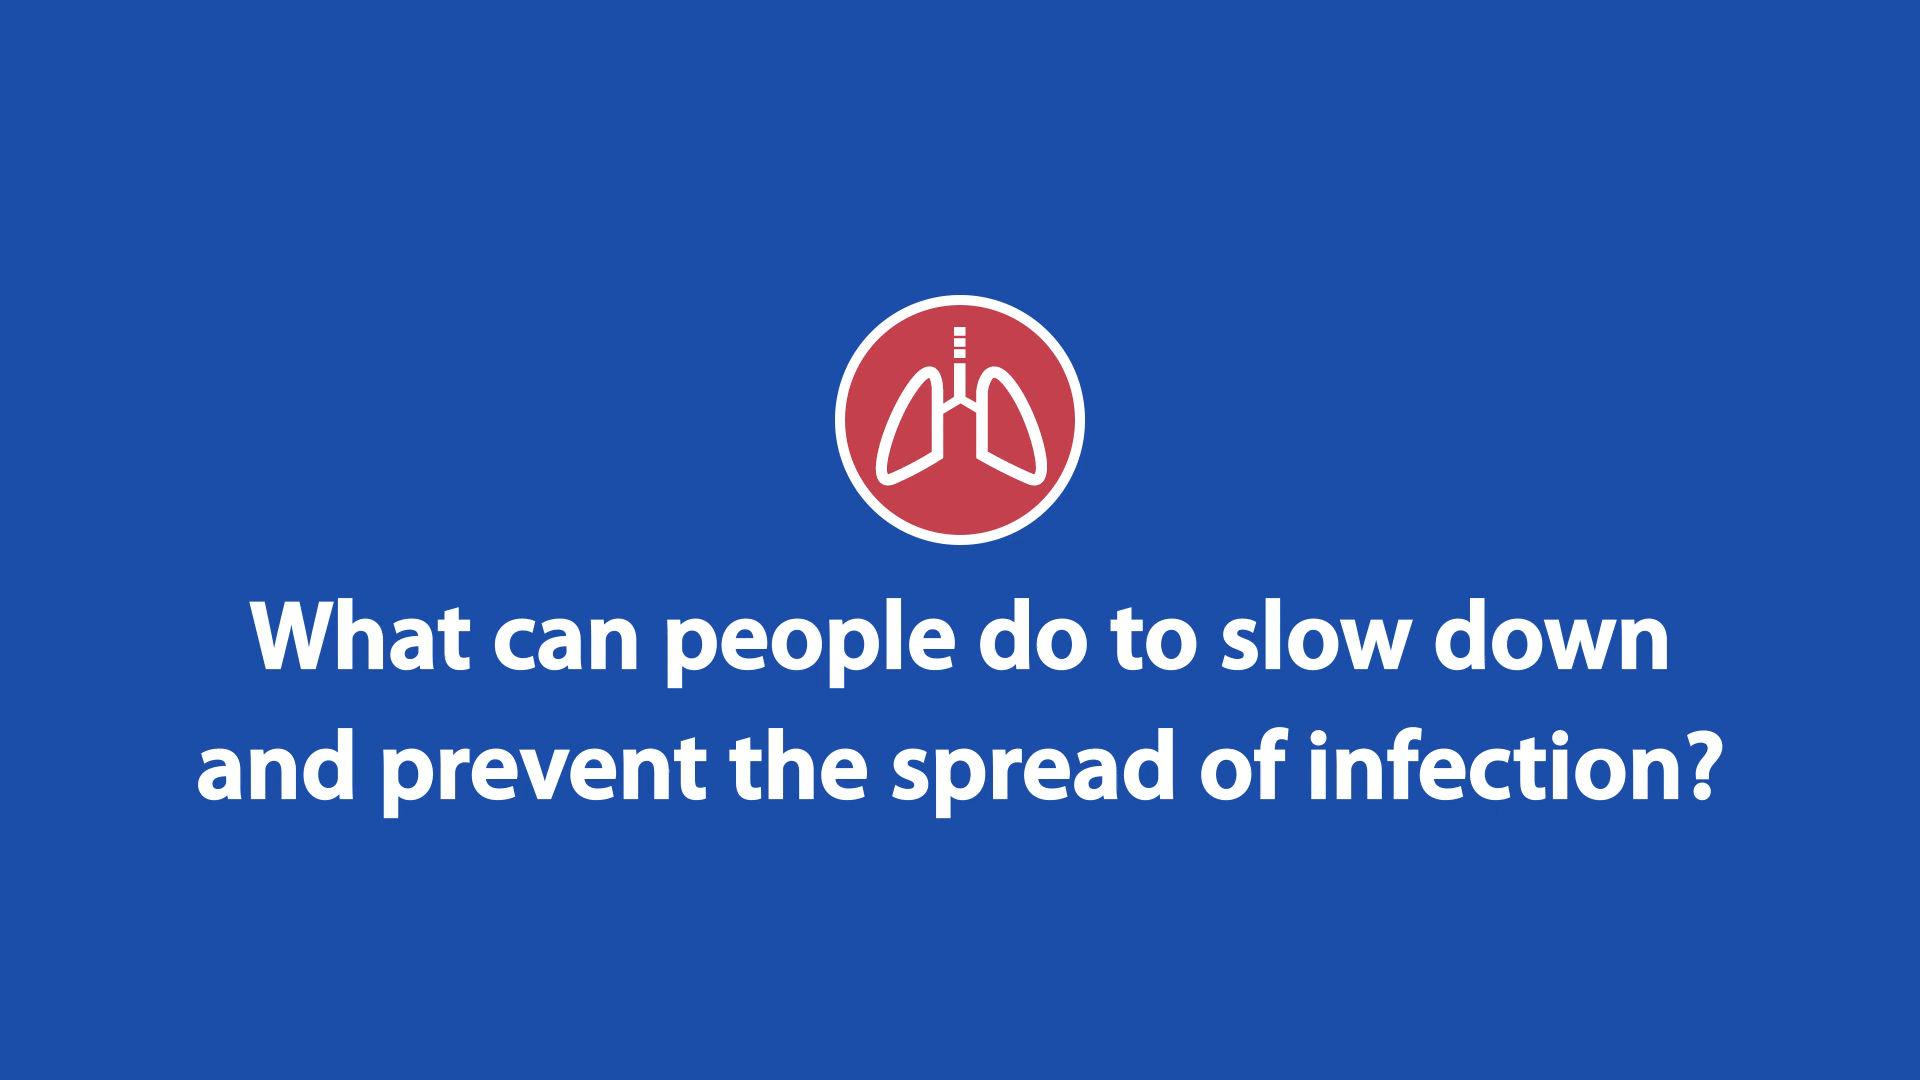 What can people do to slow down
and prevent the spread of infection?